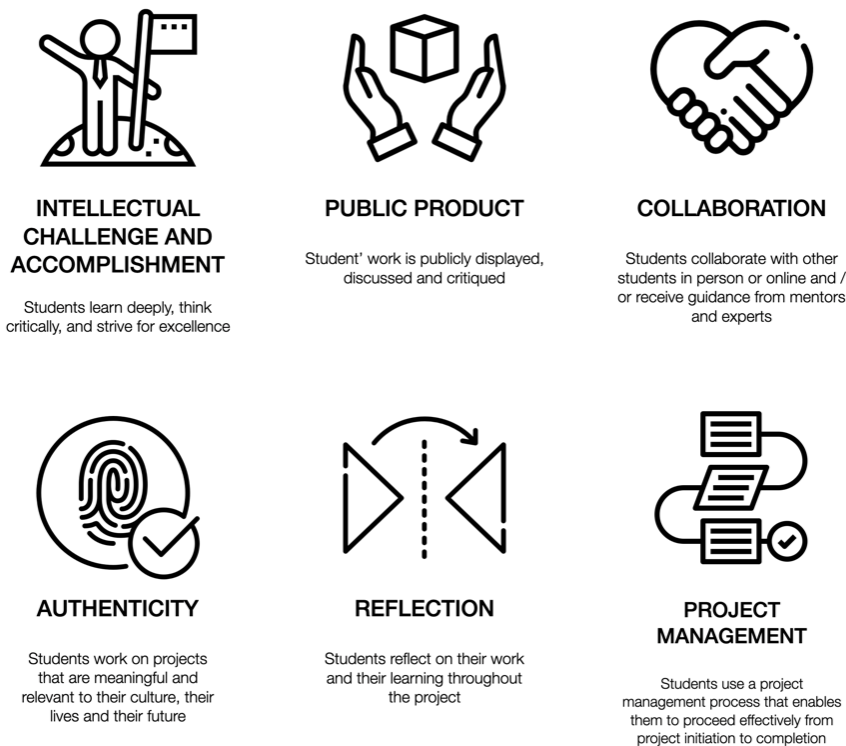 INTELLECTUAL
CHALLENGE AND
ACCOMPLISHMENT
Students learn deeply, think
critically, and strive for excellence
PUBLIC PRODUCT
Student’ work is publicly displayed,
discussed and critiqued
COLLABORATION
Students collaborate with other
students in person or online and /
or receive guidance from mentors
and experts
AUTHENTICITY
Students work on projects
that are meaningful and
relevant to their culture, their
lives and their future
REFLECTION
Students reflect on their work
and their learning throughout
the project
PROJECT
MANAGEMENT
Students use a project
management process that enables
them to proceed effectively from
project initiation to completion